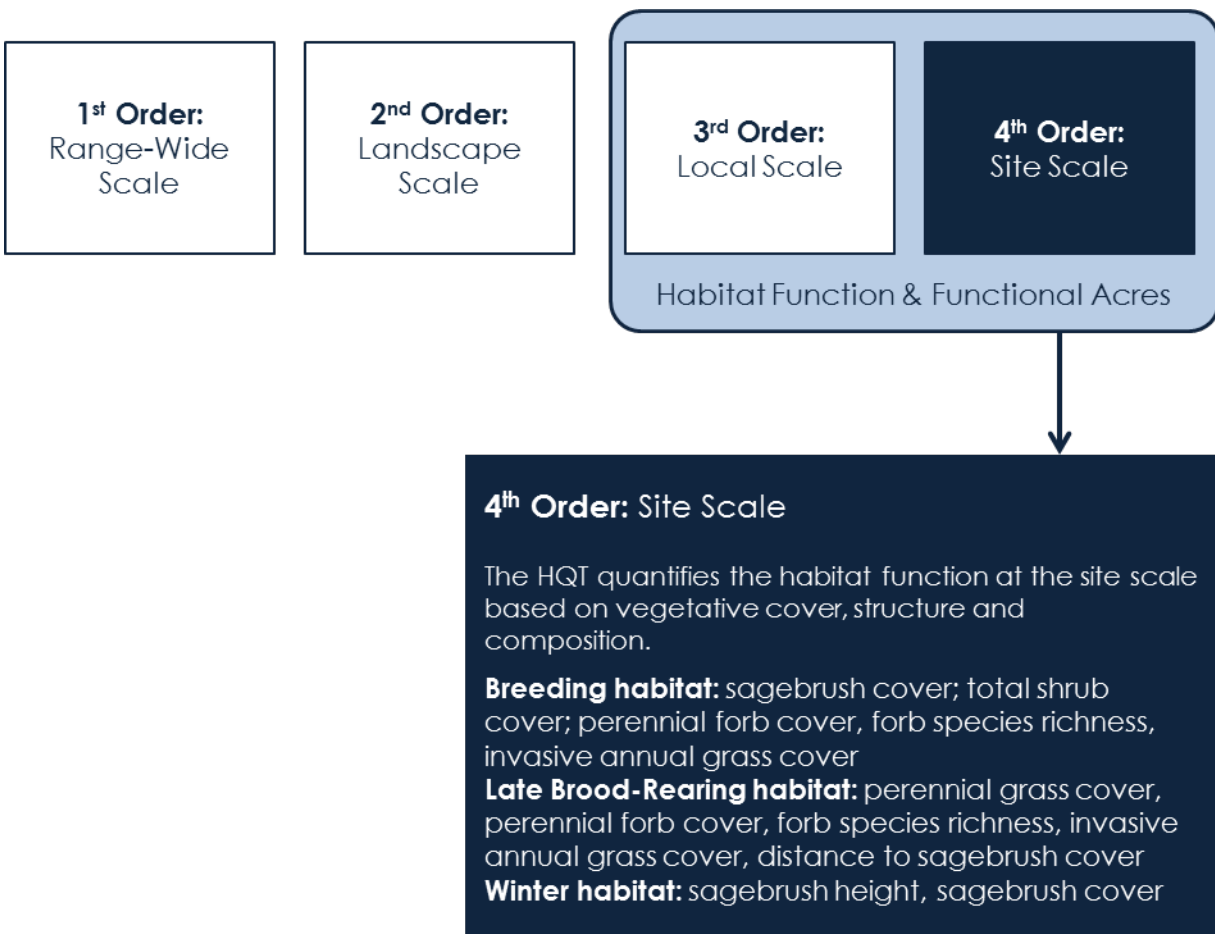 1st Order:
Range-Wide
Scale
2nd Order:
Landscape
Scale
3rd Order:
Local Scale
4th Order:
Site Scale
Habitat Function & Functional Acres
4th Order: Site Scale
The HQT quantifies the habitat function at the site scale
based on vegetative cover, structure and
composition.
Breeding habitat: sagebrush cover; total shrub
cover; perennial forb cover, forb species richness,
invasive annual grass cover
Late Brood-Rearing habitat: perennial grass cover,
perennial forb cover, forb species richness, invasive
annual grass cover, distance to sagebrush cover
Winter habitat: sagebrush height, sagebrush cover